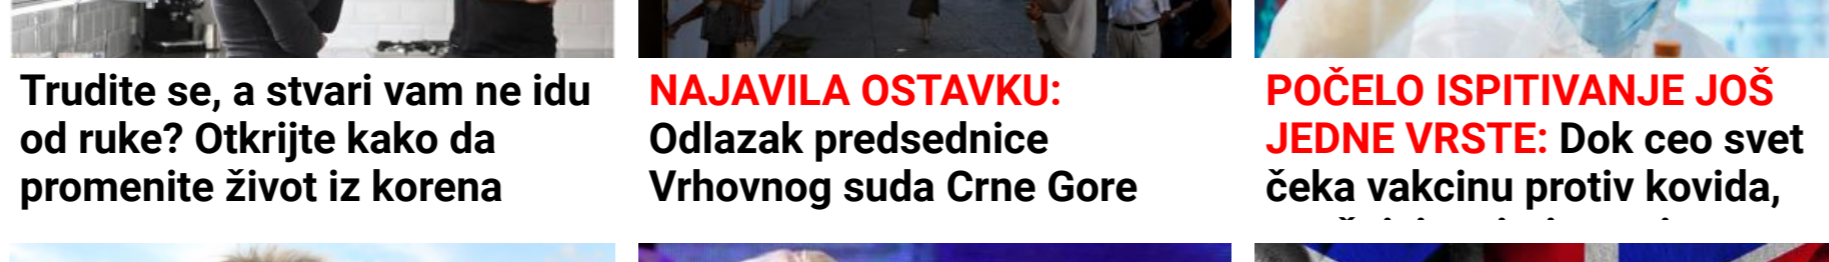 Trudite se, a stvari vam ne idu
od ruke? Otkrijte kako da
promenite život iz korena
NAJAVILA OSTAVKU:
Odlazak predsednice
Vrhovnog suda Crne Gore
POČELO ISPITIVANJE JOŠ
JEDNE VRSTE: Dok ceo svet
čeka vakcinu protiv kovida,